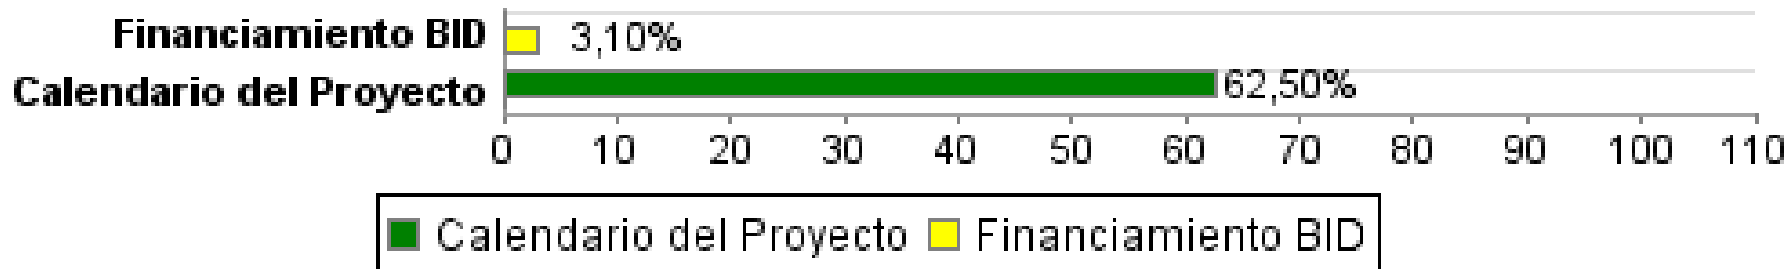 Financiamiento BID 3,10%
Calendario del Proyecto 62,50%
0 10 20 30 40 50 60 70 80 90 100 110
Calendario del Proyecto Financiamiento BID